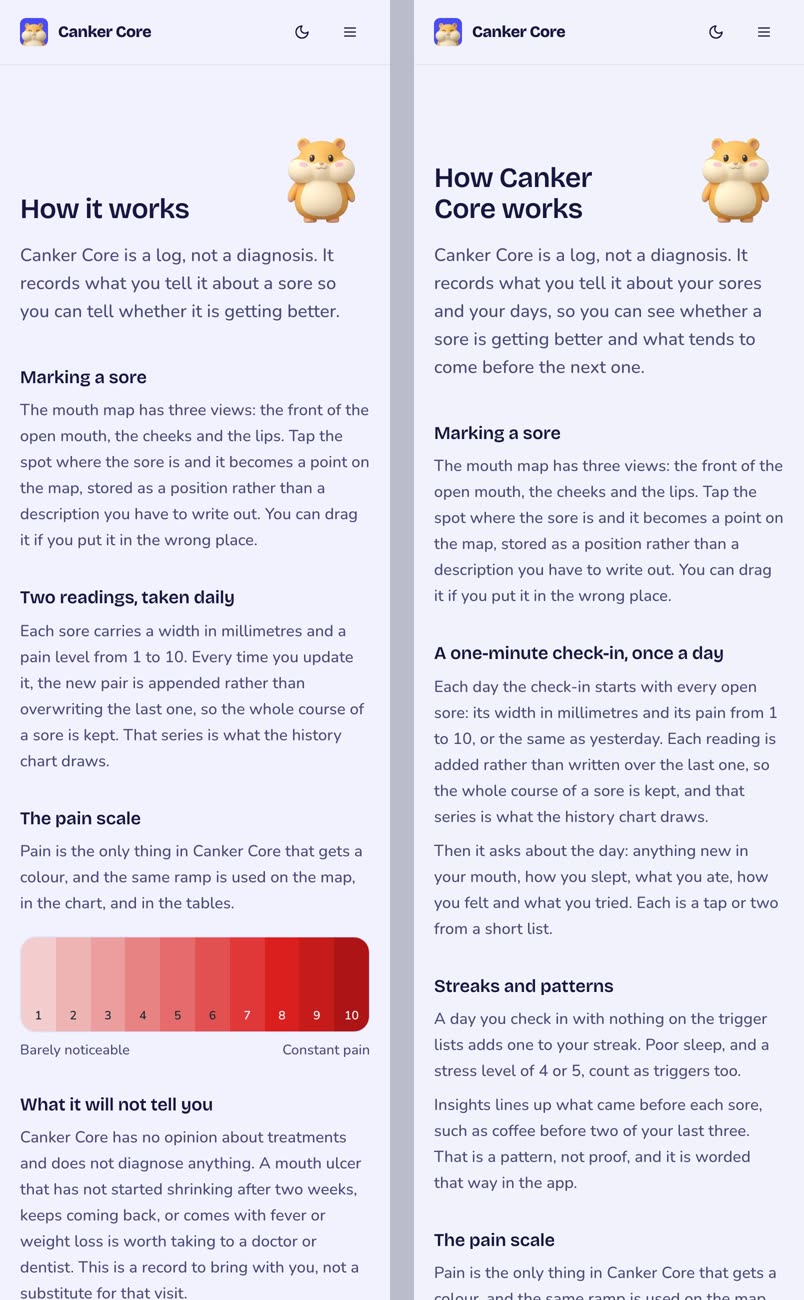 Canker Core
How it works
Canker Core is a log, not a diagnosis. It
records what you tell it about a sore so
you can tell whether it is getting better.
Marking a sore
The mouth map has three views: the front of the
open mouth, the cheeks and the lips. Tap the
spot where the sore is and it becomes a point on
the map, stored as a position rather than a
description you have to write out. You can drag
it if you put it in the wrong place.
Two readings, taken daily
Each sore carries a width in millimetres and a
pain level from 1 to 10. Every time you update
it, the new pair is appended rather than
overwriting the last one, so the whole course of
a sore is kept. That series is what the history
chart draws.
The pain scale
Pain is the only thing in Canker Core that gets a
colour, and the same ramp is used on the map,
in the chart, and in the tables.
1 2 3 4 5 6 7 8 9 10
Barely noticeable Constant pain
What it will not tell you
Canker Core has no opinion about treatments
and does not diagnose anything. A mouth ulcer
that has not started shrinking after two weeks,
keeps coming back, or comes with fever or
weight loss is worth taking to a doctor or
dentist. This is a record to bring with you, not a
substitute for that visit.
Canker Core
How Canker
Core works
Canker Core is a log, not a diagnosis. It
records what you tell it about your sores
and your days, so you can see whether a
sore is getting better and what tends to
come before the next one.
Marking a sore
The mouth map has three views: the front of the
open mouth, the cheeks and the lips. Tap the
spot where the sore is and it becomes a point on
the map, stored as a position rather than a
description you have to write out. You can drag
it if you put it in the wrong place.
A one-minute check-in, once a day
Each day the check-in starts with every open
sore: its width in millimetres and its pain from 1
to 10, or the same as yesterday. Each reading is
added rather than written over the last one, so
the whole course of a sore is kept, and that
series is what the history chart draws.
Then it asks about the day: anything new in
your mouth, how you slept, what you ate, how
you felt and what you tried. Each is a tap or two
from a short list.
Streaks and patterns
A day you check in with nothing on the trigger
lists adds one to your streak. Poor sleep, and a
stress level of 4 or 5, count as triggers too.
Insights lines up what came before each sore,
such as coffee before two of your last three.
That is a pattern, not proof, and it is worded
that way in the app.
The pain scale
Pain is the only thing in Canker Core that gets a
colour, and the same ramp is used on the map,